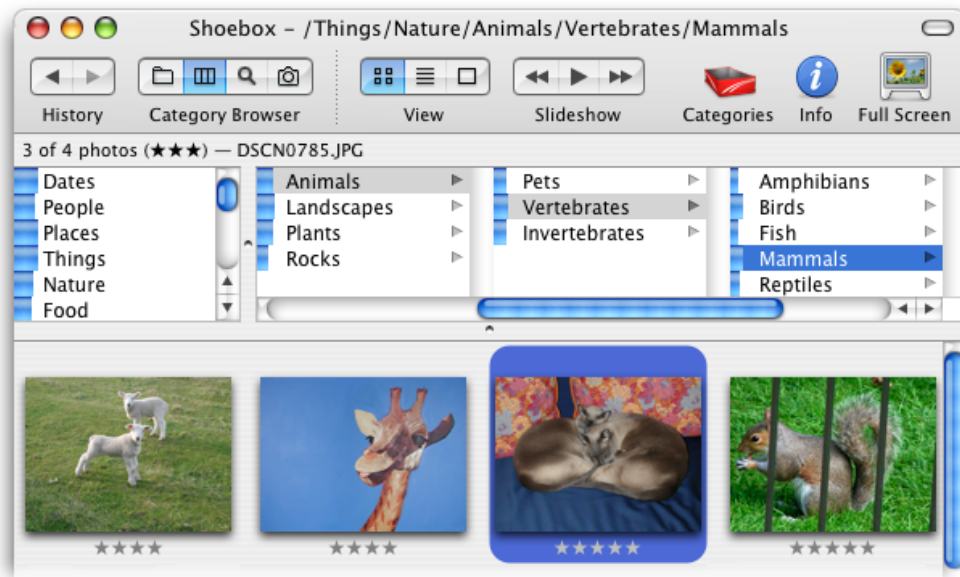 Shoebox – /Things/Nature/Animals/Vertebrates/Mammals
History Category Browser View Slideshow Categories Info Full Screen
3 of 4 photos (★★★) — DSCN0785.JPG
Dates Animals Pets Amphibians
People Landscapes Vertebrates Birds
Places Plants Invertebrates Fish
Things Rocks Mammals
Nature Reptiles
Food
★★★★ ★★★★ ★★★★★ ★★★★★